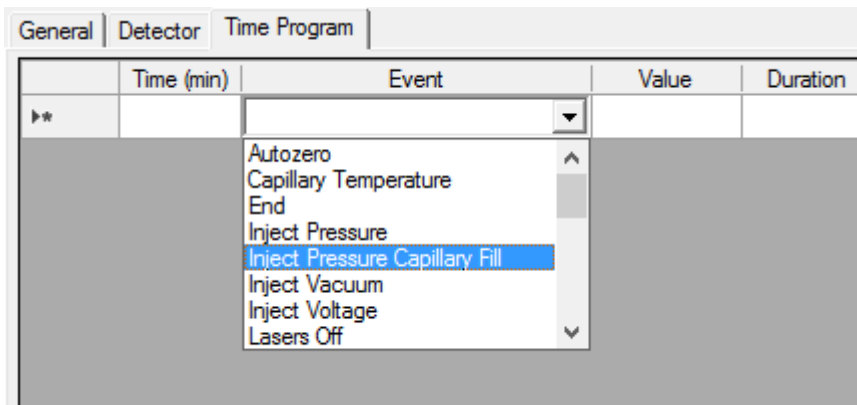 General Detector Time Program
Time (min) Event Value Duration
Autozero
Capillary Temperature
End
Inject Pressure
Inject Pressure Capillary Fill
Inject Vacuum
Inject Voltage
Lasers Off